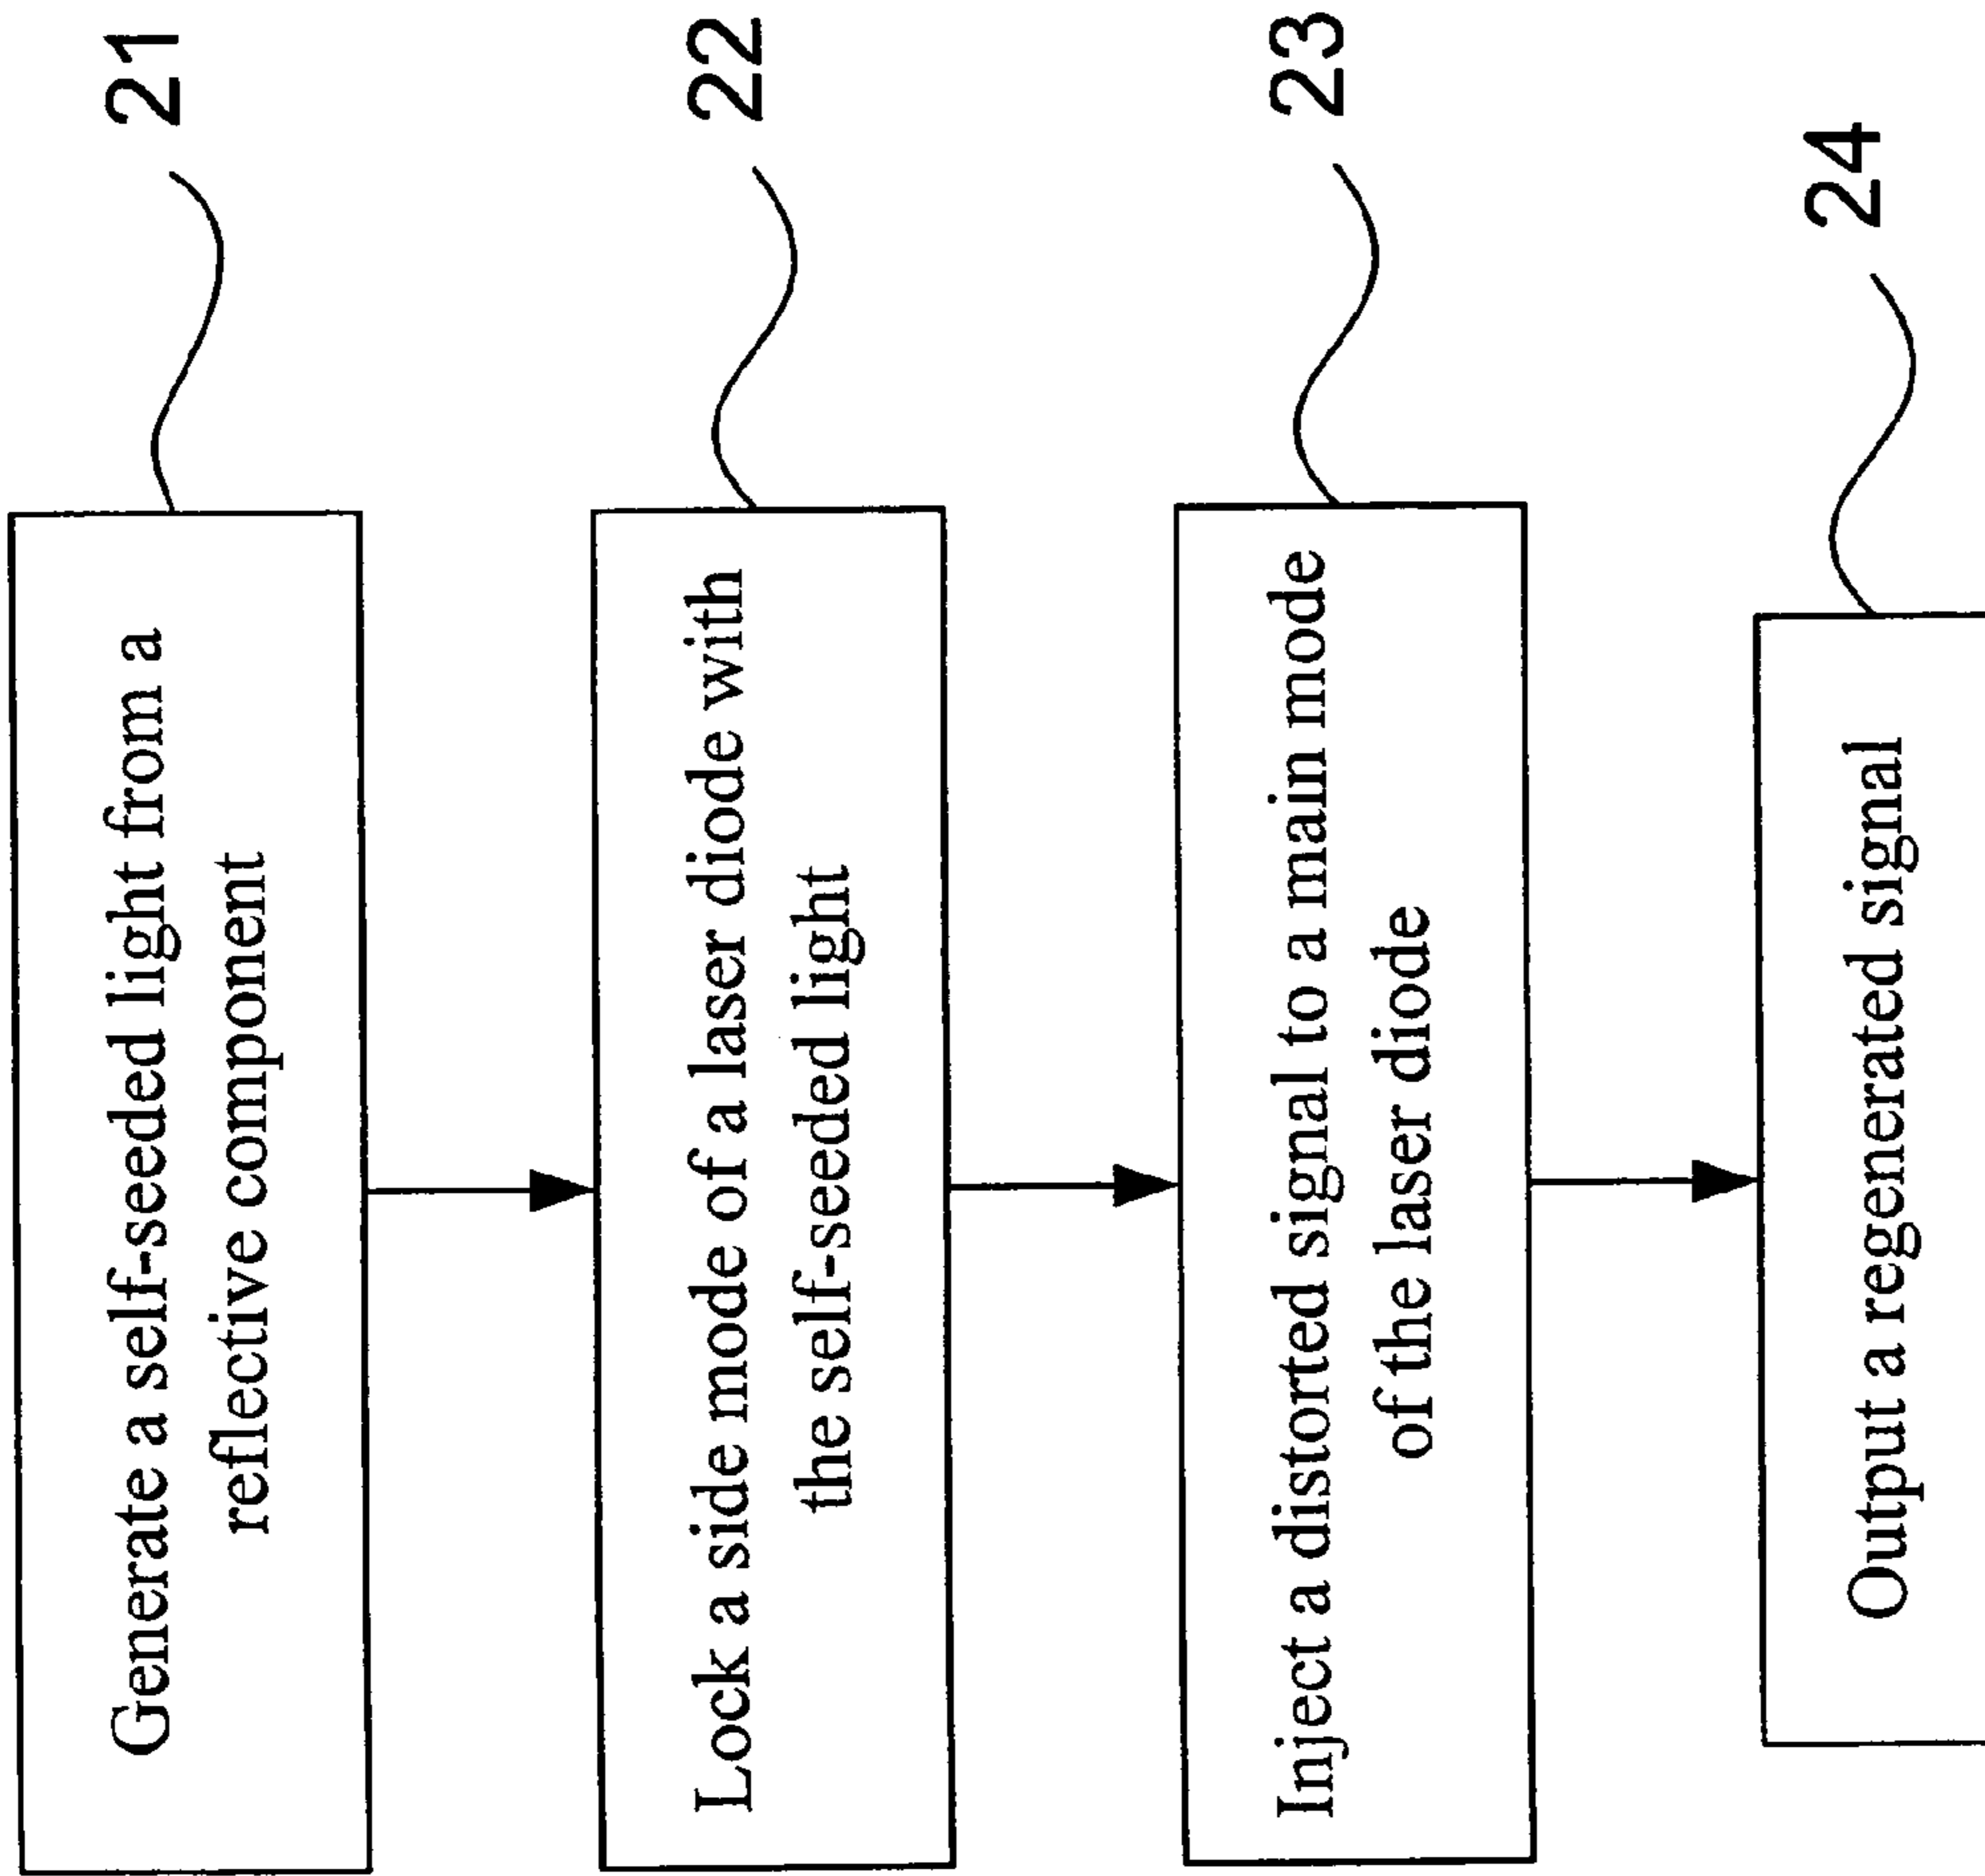 Generate a self-seeded light from a
reflective component
21
Lock a side mode of a laser diode with
the self-seeded light
22
Inject a distorted signal to a main mode
of the laser diode
23
Output a regenerated signal
24